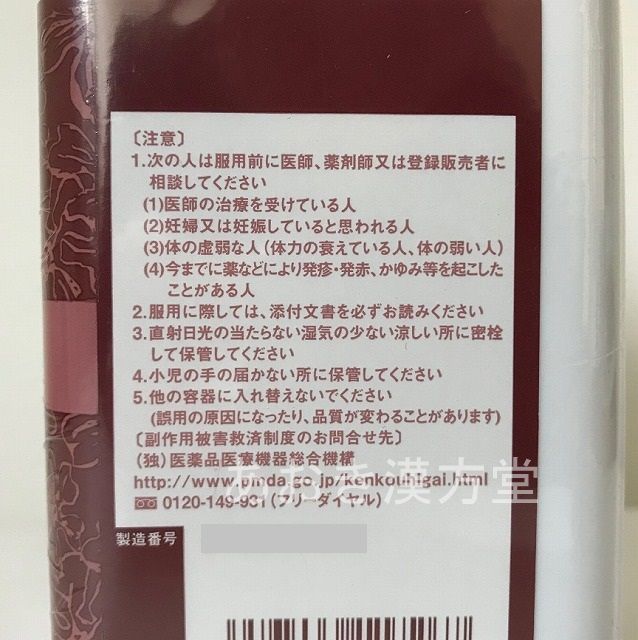 〔注意〕
1.次の人は服用前に医師、薬剤師又は登録販売者に
相談してください
(1)医師の治療を受けている人
(2)妊婦又は妊娠していると思われる人
(3)体の虚弱な人(体力の衰えている人、体の弱い人)
(4)今までに薬などにより発疹・発赤、かゆみ等を起こした
ことがある人
2.服用に際しては、添付文書を必ずお読みください
3.直射日光の当たらない湿気の少ない涼しい所に密栓
して保管してください
4.小児の手の届かない所に保管してください
5.他の容器に入れ替えないでください
(誤用の原因になったり、品質が変わることがあります)
〔副作用被害救済制度のお問合せ先〕
(独)医薬品医療機器総合機構
あおき漢方堂
http://www.pmda.go.jp/kenkouhigai.html
0120-149-931(フリーダイヤル)
製造番号